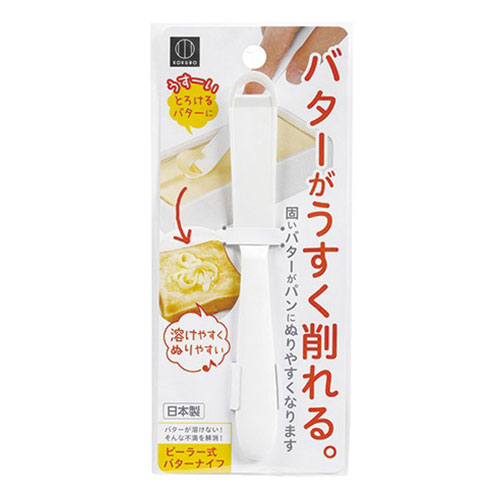 KOKUBO
うすーい
とろける
バターに
バターがうすく削れる。
固いバターがパンにぬりやすくなります
溶けやすく
ぬりやすい
日本製
バターが溶けない!
そんな不満を解消!
ピーラー式
バターナイフ